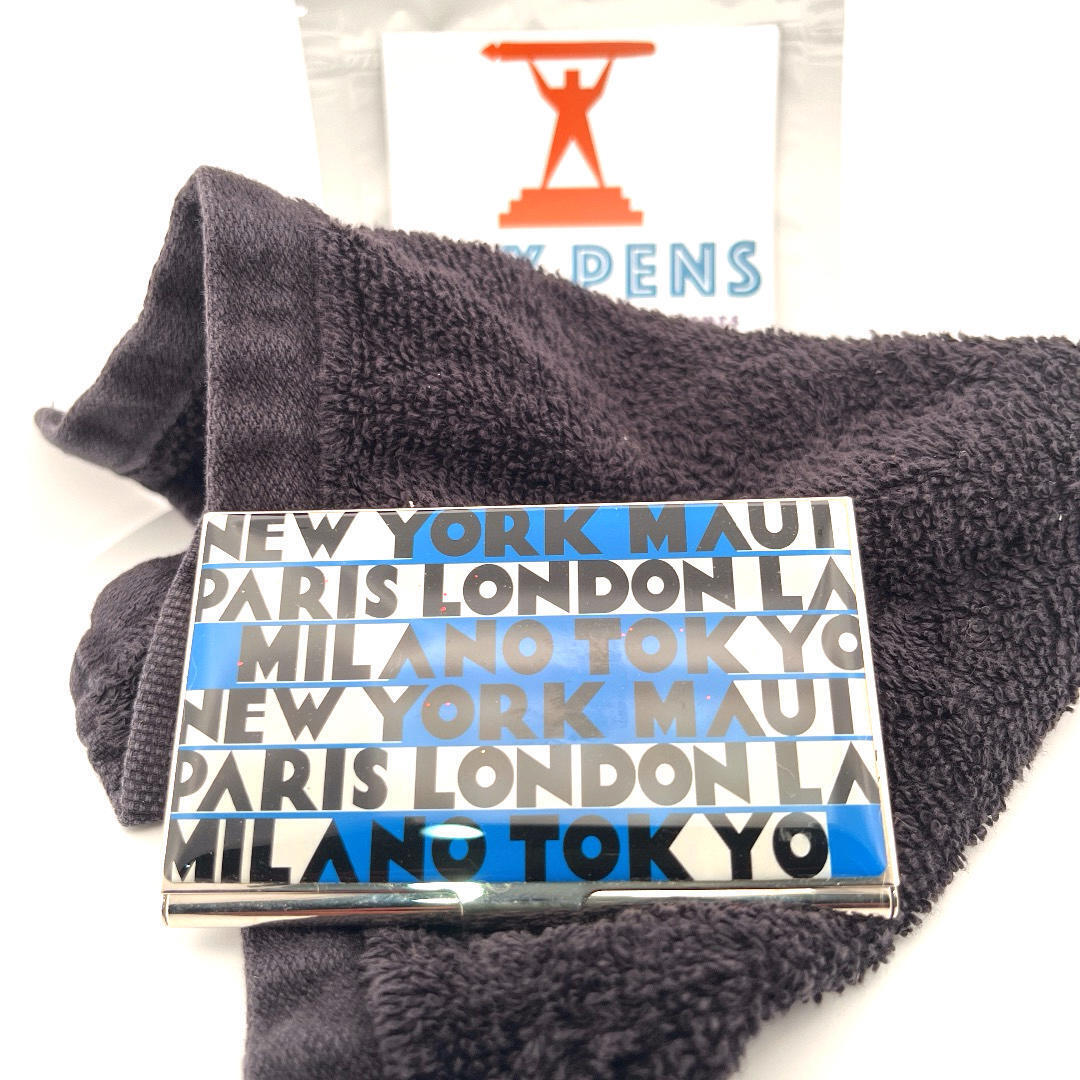 PENS
NEW YORK MAUI
PARIS LONDON LA
MILANO TOKYO
NEW YORK MAUI
PARIS LONDON LA
MILANO TOKYO